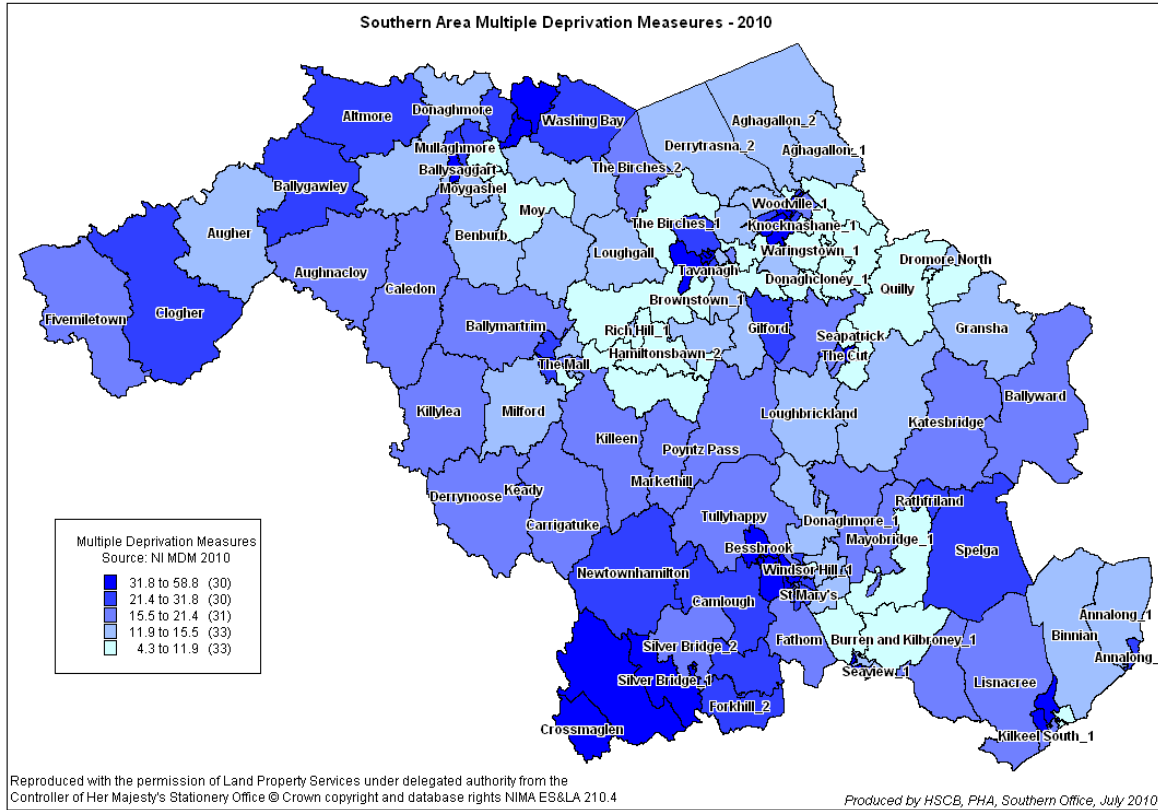 Southern Area Multiple Deprivation Measeures - 2010
Altmore
Donaghmore
Washing Bay
Aghagallon_2
Derrytrasna_2
Aghagallon_1
Mullaghmore
Ballysaggart
The Birches_2
Ballygawley
Moygashel
Moy
Woodville_1
Augher
Benburb
The Birches_1
Knocknashane_1
Loughgall
Waringstown_1
Dromore North
Aughnacloy
Tavanagh
Donaghcloney_1
Caledon
Quilly
Brownstown_1
Clogher
Fivemiletown
Ballymartrim
Rich Hill_1
Gilford
Seapatrick
Gransha
Hamiltonsbawn_2
The Cut
The Mall
Killylea
Milford
Loughbrickland
Katesbridge
Ballyward
Killeen
Poyntz Pass
Markethill
Derrynoose
Keady
Rathfriland
Carrigatuke
Tullyhappy
Donaghmore_1
Mayobridge_1
Bessbrook
Spelga
Newtownhamilton
Windsor Hill_1
Camlough
St Mary's
Annalong_1
Silver Bridge_2
Fathom
Burren and Kilbroney_1
Binnian
Annalong_
Seaview_1
Silver Bridge_1
Lisnacree
Forkhill_2
Crossmaglen
Kilkeel South_1
Multiple Deprivation Measures
Source: NI MDM 2010
31.8 to 58.8 (30)
21.4 to 31.8 (30)
15.5 to 21.4 (31)
11.9 to 15.5 (33)
4.3 to 11.9 (33)
Reproduced with the permission of Land Property Services under delegated authority from the
Controller of Her Majesty's Stationery Office © Crown copyright and database rights NIMA ES&LA 210.4
Produced by HSCB, PHA, Southern Office, July 2010